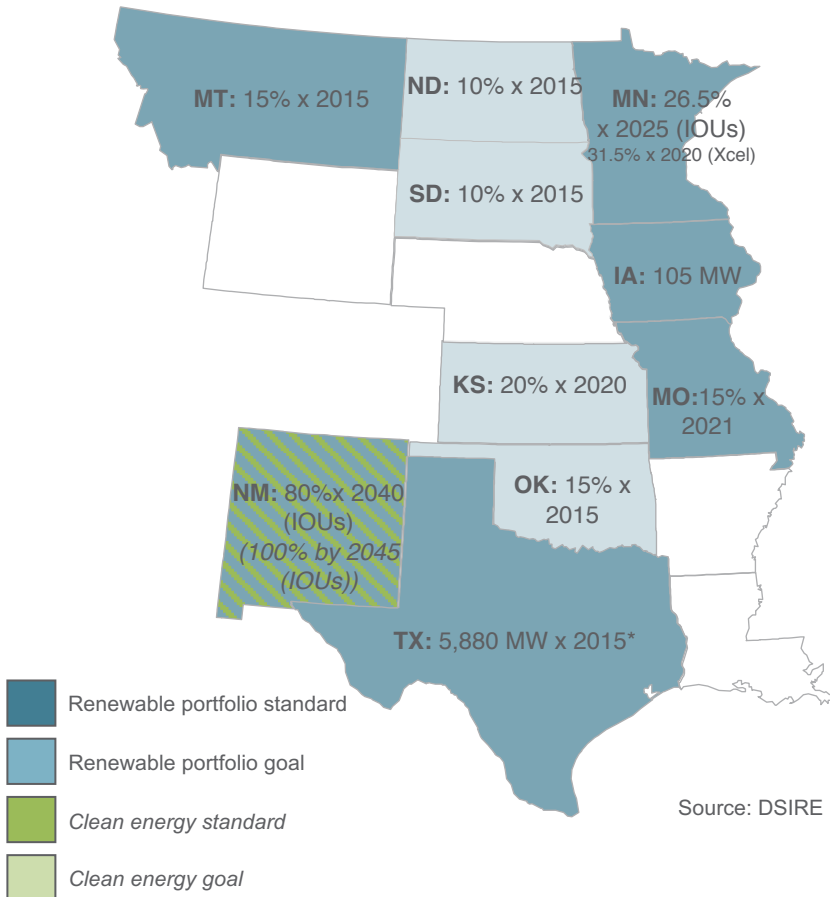 MT: 15% x 2015
ND: 10% x 2015
MN: 26.5%
x 2025 (IOUs)
31.5% x 2020 (Xcel)
SD: 10% x 2015
IA: 105 MW
KS: 20% x 2020
MO:15% x
2021
NM: 80%x 2040
(IOUs)
(100% by 2045
(IOUs))
OK: 15% x
2015
TX: 5,880 MW x 2015*
Renewable portfolio standard
Renewable portfolio goal
Clean energy standard
Clean energy goal
Source: DSIRE